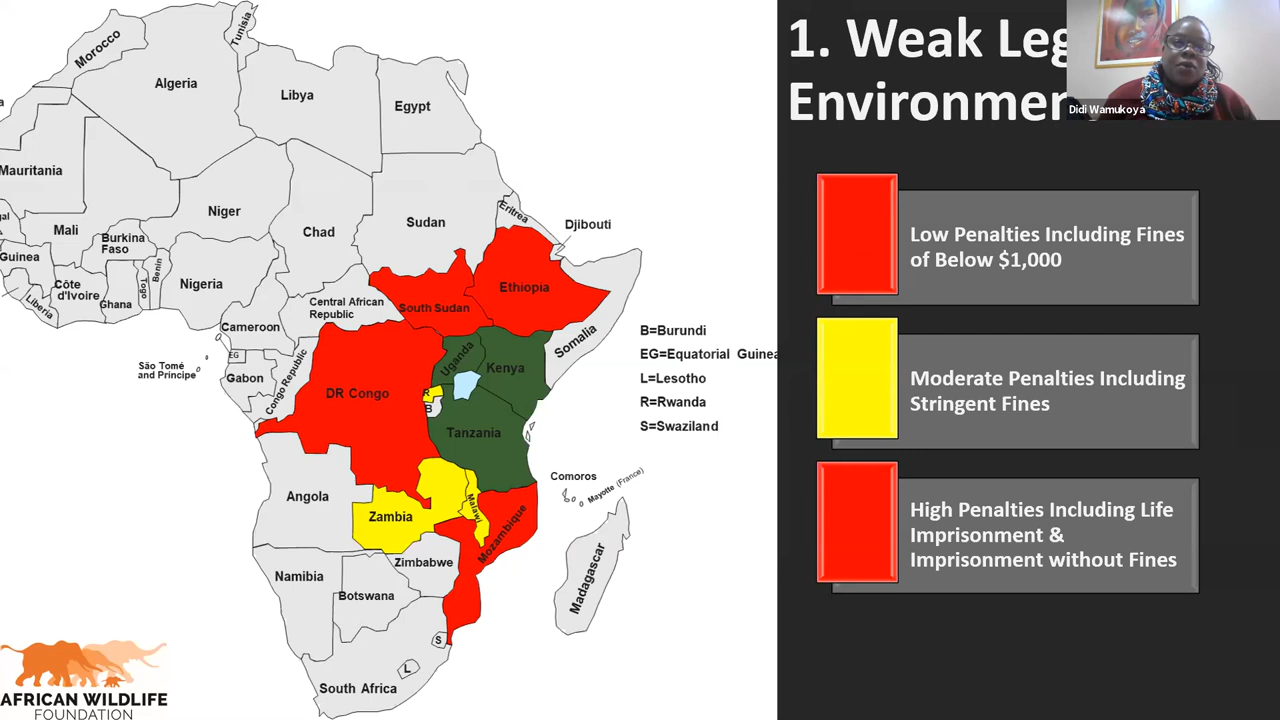 Morocco
Tunisia
Algeria
Libya
Egypt
a
Mauritania
Mali
Niger
Chad
Sudan
Eritrea
Djibouti
gal
Guinea
Burkina
Faso
Benin
Togo
Côte
d'Ivoire
Ghana
Liberia
Nigeria
Cameroon
Central African
Republic
South Sudan
Ethiopia
Somalia
São Tomé
and Principe
EG
Gabon
Congo Republic
DR Congo
Uganda
Kenya
R
B
Tanzania
B=Burundi
EG=Equatorial Guinea
L=Lesotho
R=Rwanda
S=Swaziland
Angola
Zambia
Malawi
Mozambique
Comoros
Mayotte (France)
Madagascar
Namibia
Botswana
Zimbabwe
S
L
South Africa
AFRICAN WILDLIFE
FOUNDATION
1. Weak Leg
Environmen
Didi Wamukoya
Low Penalties Including Fines
of Below $1,000
Moderate Penalties Including
Stringent Fines
High Penalties Including Life
Imprisonment &
Imprisonment without Fines